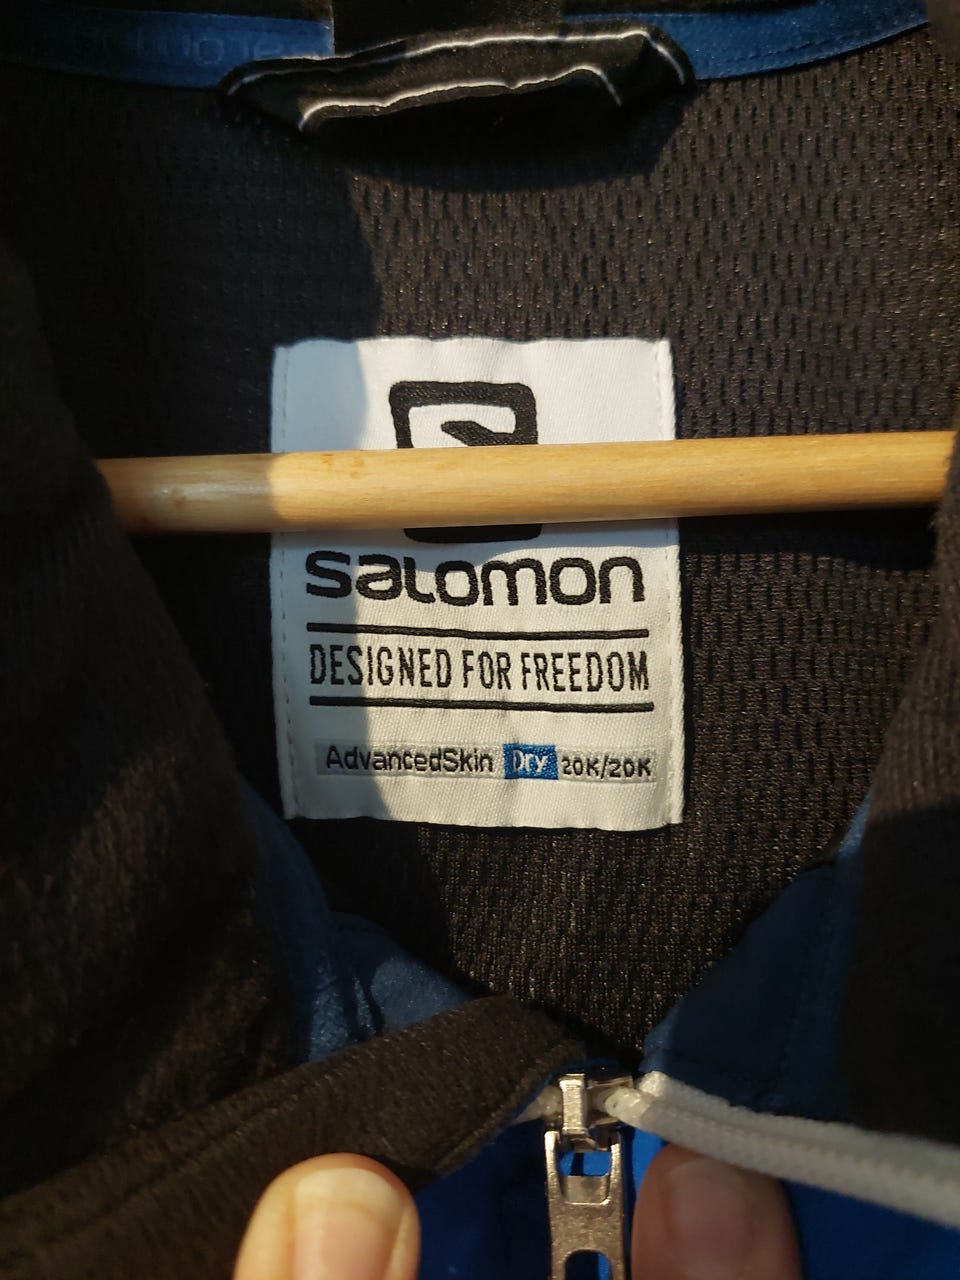 salomon
DESIGNED FOR FREEDOM
AdvancedSkin Dry 20K/20K